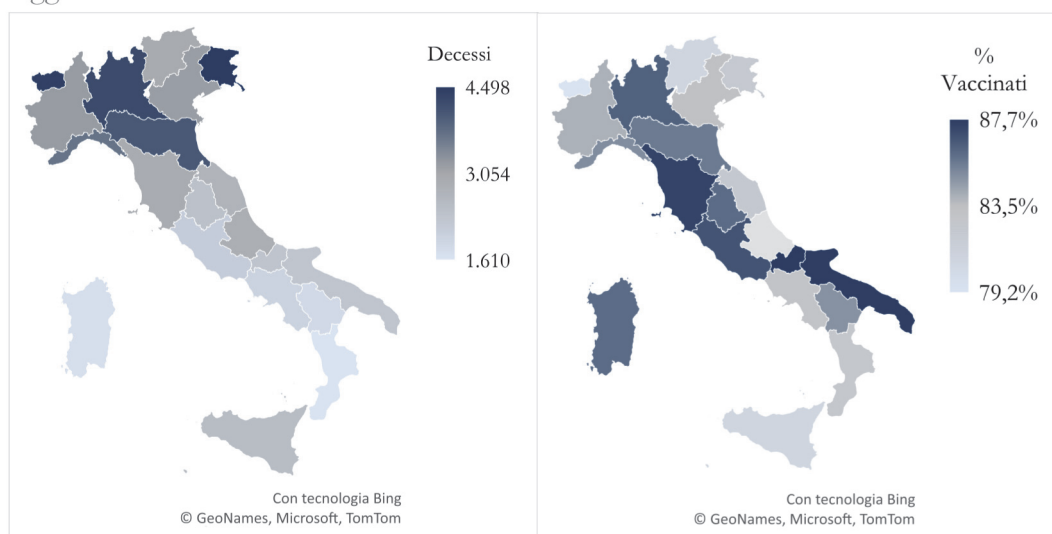 Decessi
4.498
3.054
1.610
Con tecnologia Bing
© GeoNames, Microsoft, TomTom
%
Vaccinati
87,7%
83,5%
79,2%
Con tecnologia Bing
© GeoNames, Microsoft, TomTom